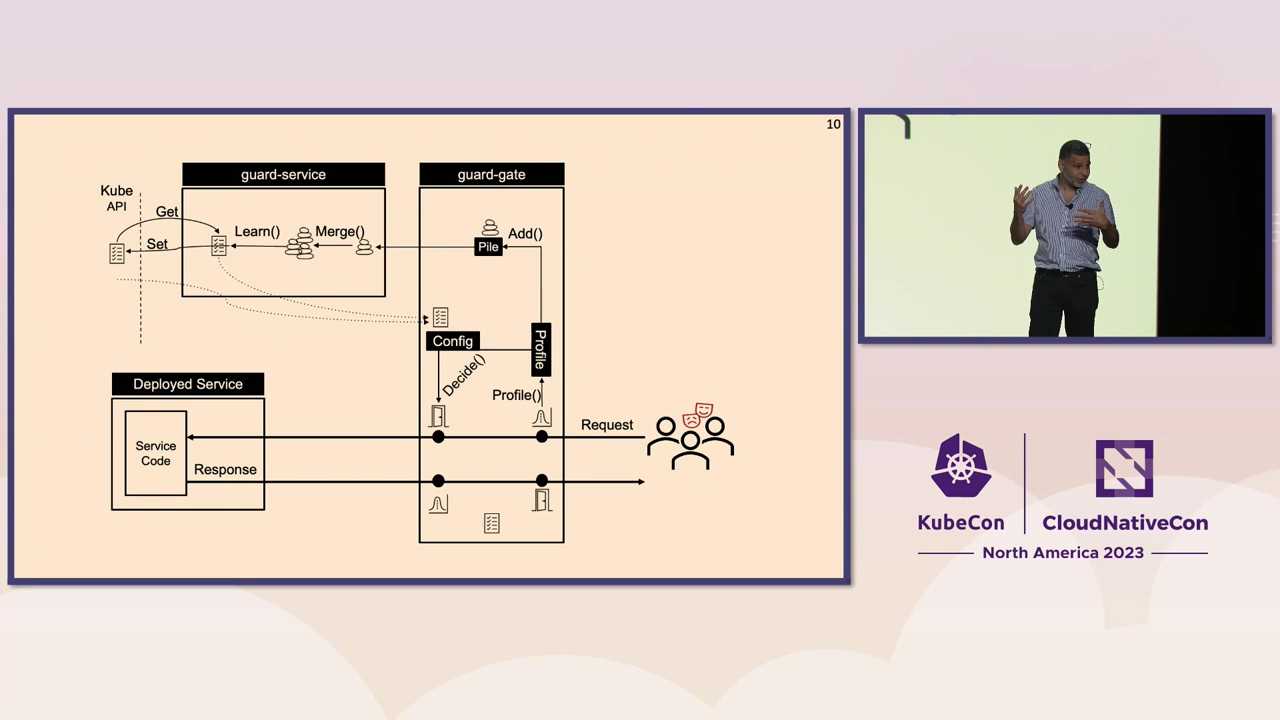 10
guard-service
guard-gate
Kube
API
Get
Set
Learn()
Merge()
Pile
Add()
Config
Decide()
Profile
Profile()
Deployed Service
Service
Code
Request
Response
KubeCon
CloudNativeCon
North America 2023